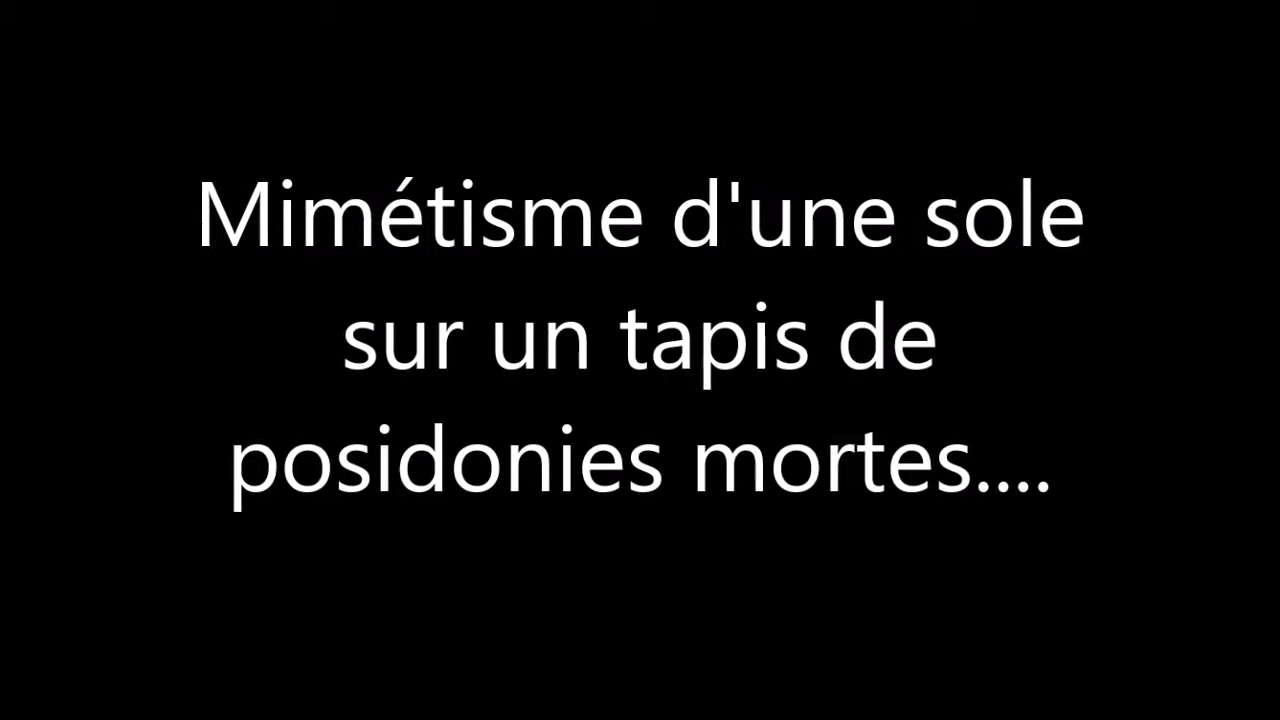 Mimétisme d'une sole
sur un tapis de
posidonies mortes....